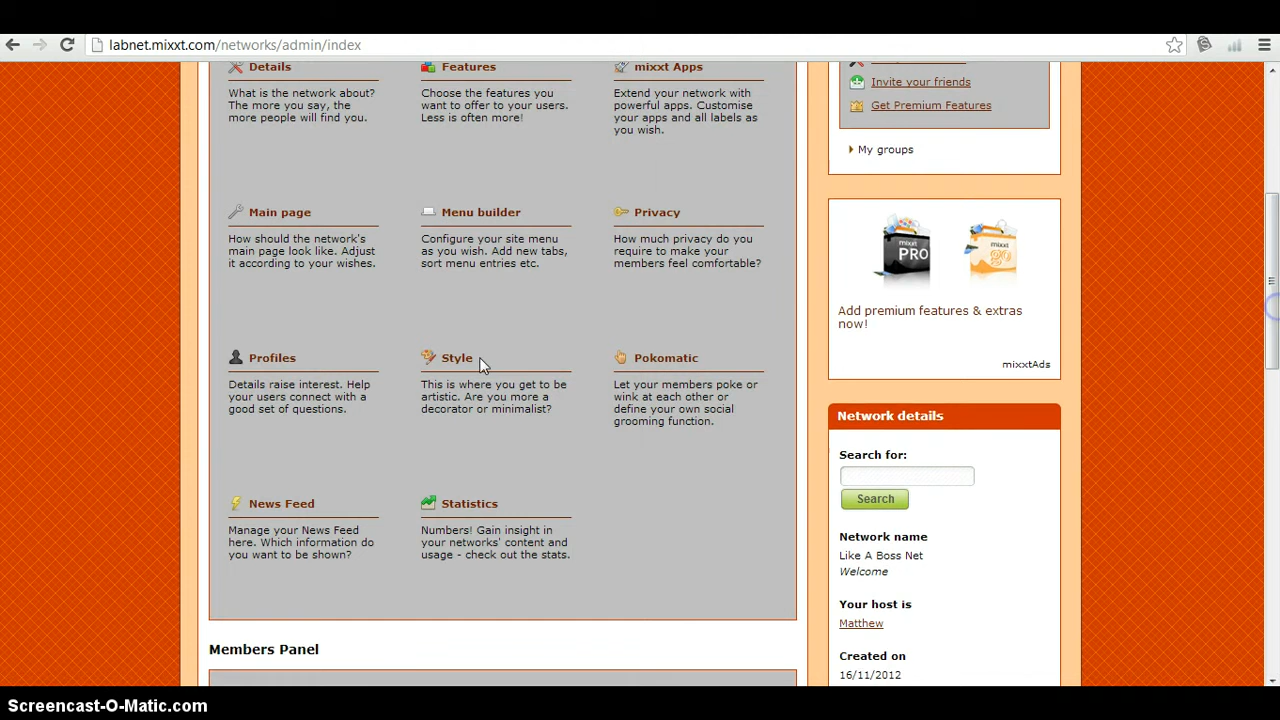 labnet.mixxt.com/networks/admin/index
Details
What is the network about?
The more you say, the
more people will find you.
Features
Choose the features you
want to offer to your users.
Less is often more!
mixxt Apps
Extend your network with
powerful apps. Customise
your apps and all labels as
you wish.
Main page
How should the network's
main page look like. Adjust
it according to your wishes.
Menu builder
Configure your site menu
as you wish. Add new tabs,
sort menu entries etc.
Privacy
How much privacy do you
require to make your
members feel comfortable?
Profiles
Details raise interest. Help
your users connect with a
good set of questions.
Style
This is where you get to be
artistic. Are you more a
decorator or minimalist?
Pokomatic
Let your members poke or
wink at each other or
define your own social
grooming function.
News Feed
Manage your News Feed
here. Which information do
you want to be shown?
Statistics
Numbers! Gain insight in
your networks' content and
usage - check out the stats.
Members Panel
Invite your friends
Get Premium Features
My groups
mixxt
PRO
mixxt
go
Add premium features & extras
now!
mixxtAds
Network details
Search for:
Search
Network name
Like A Boss Net
Welcome
Your host is
Matthew
Created on
16/11/2012
Screencast-O-Matic.com